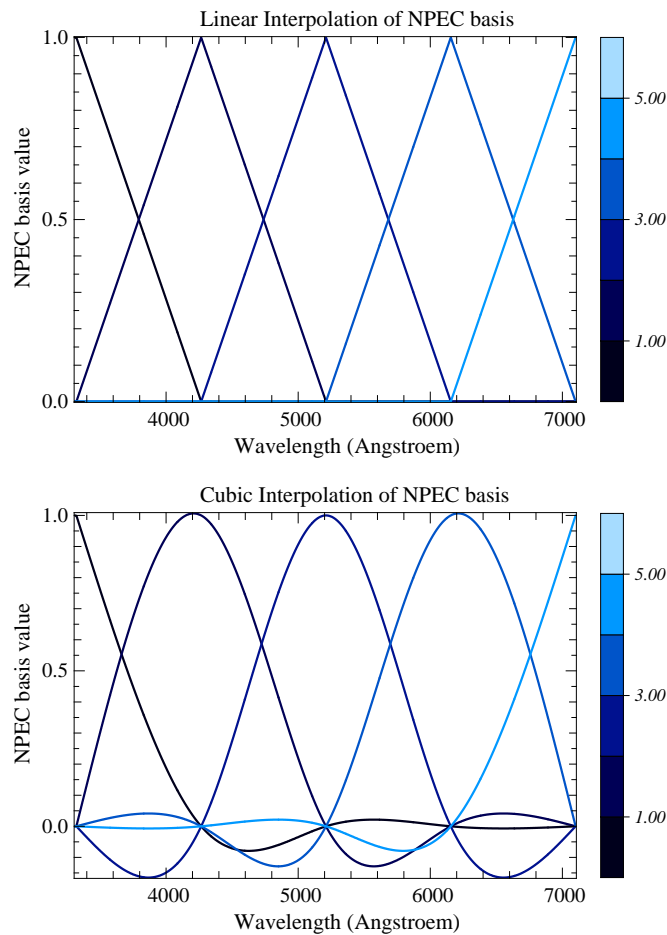 Linear Interpolation of NPEC basis
1.0
0.5
0.0
NPEC basis value
4000 5000 6000 7000
Wavelength (Angstroem)
5.00
3.00
1.00
Cubic Interpolation of NPEC basis
1.0
0.5
0.0
NPEC basis value
4000 5000 6000 7000
Wavelength (Angstroem)
5.00
3.00
1.00